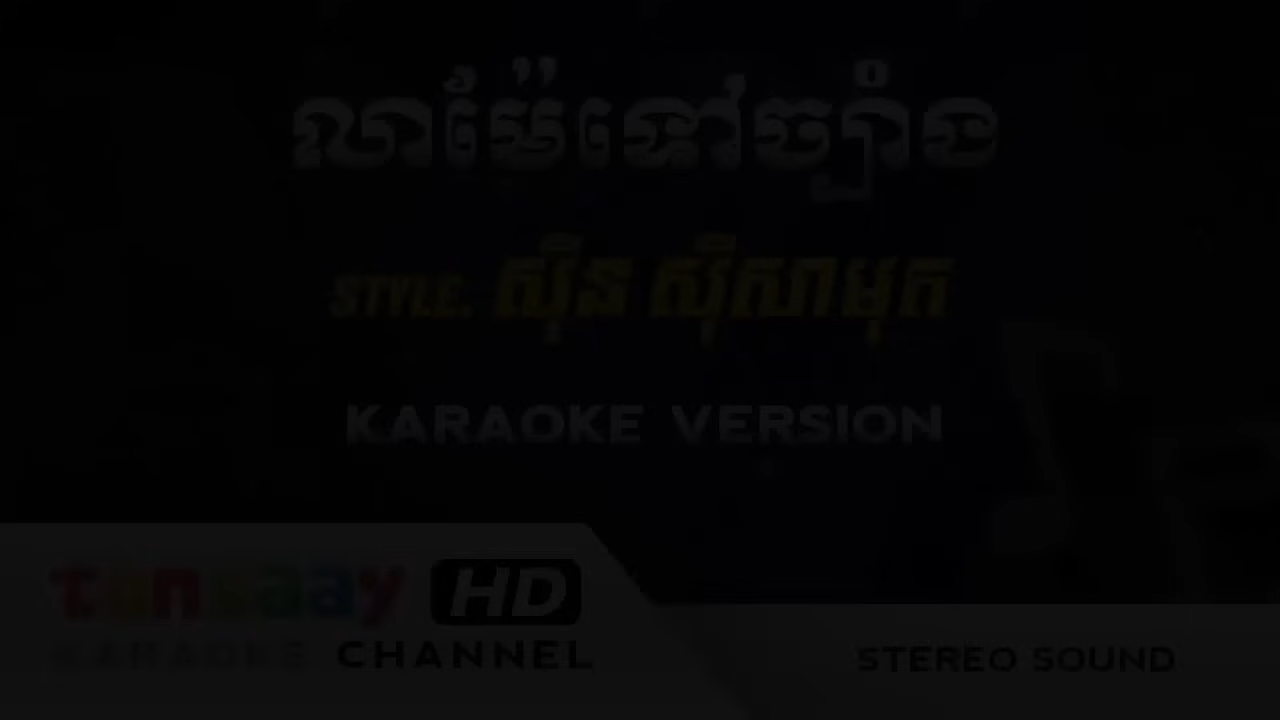 STYLE. ស៊ីន ស៊ីសាមុត
KARAOKE VERSION
tonsaay HD
KARAOKE CHANNEL
STEREO SOUND